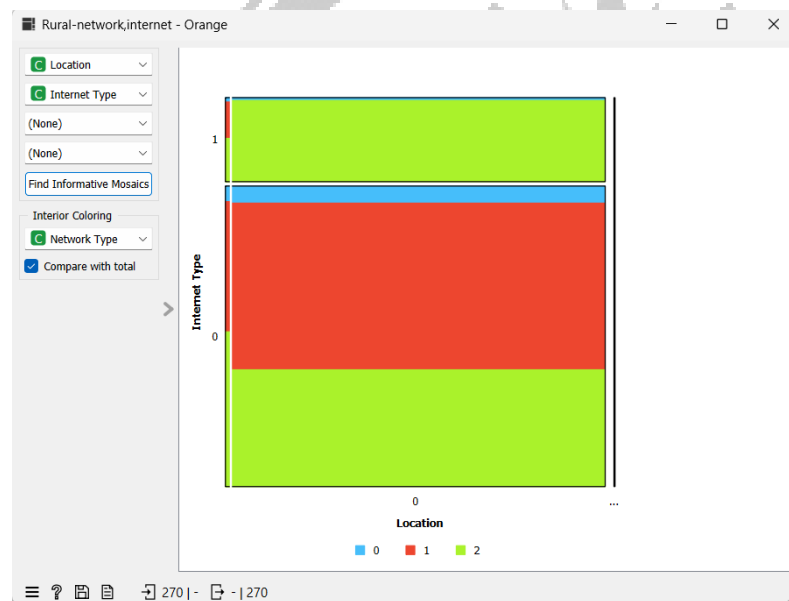 Rural-network,internet - Orange
C Location
C Internet Type
(None)
(None)
Find Informative Mosaics
Interior Coloring
C Network Type
Compare with total
Internet Type
1
0
0
...
Location
0 1 2
270 | - - | 270